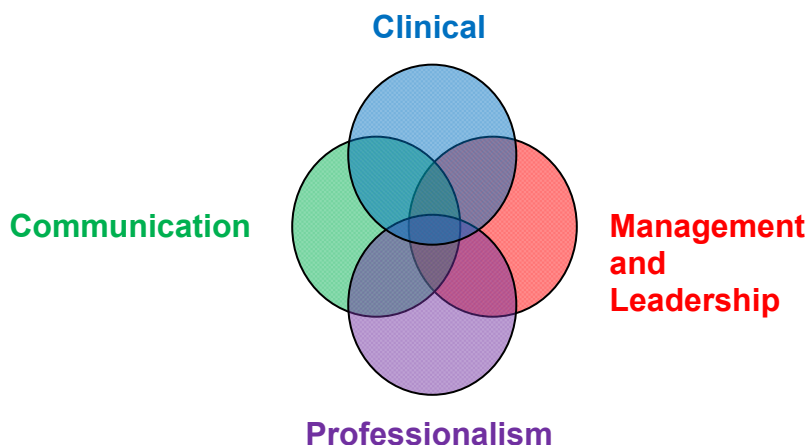 Clinical
Communication
Management
and
Leadership
Professionalism